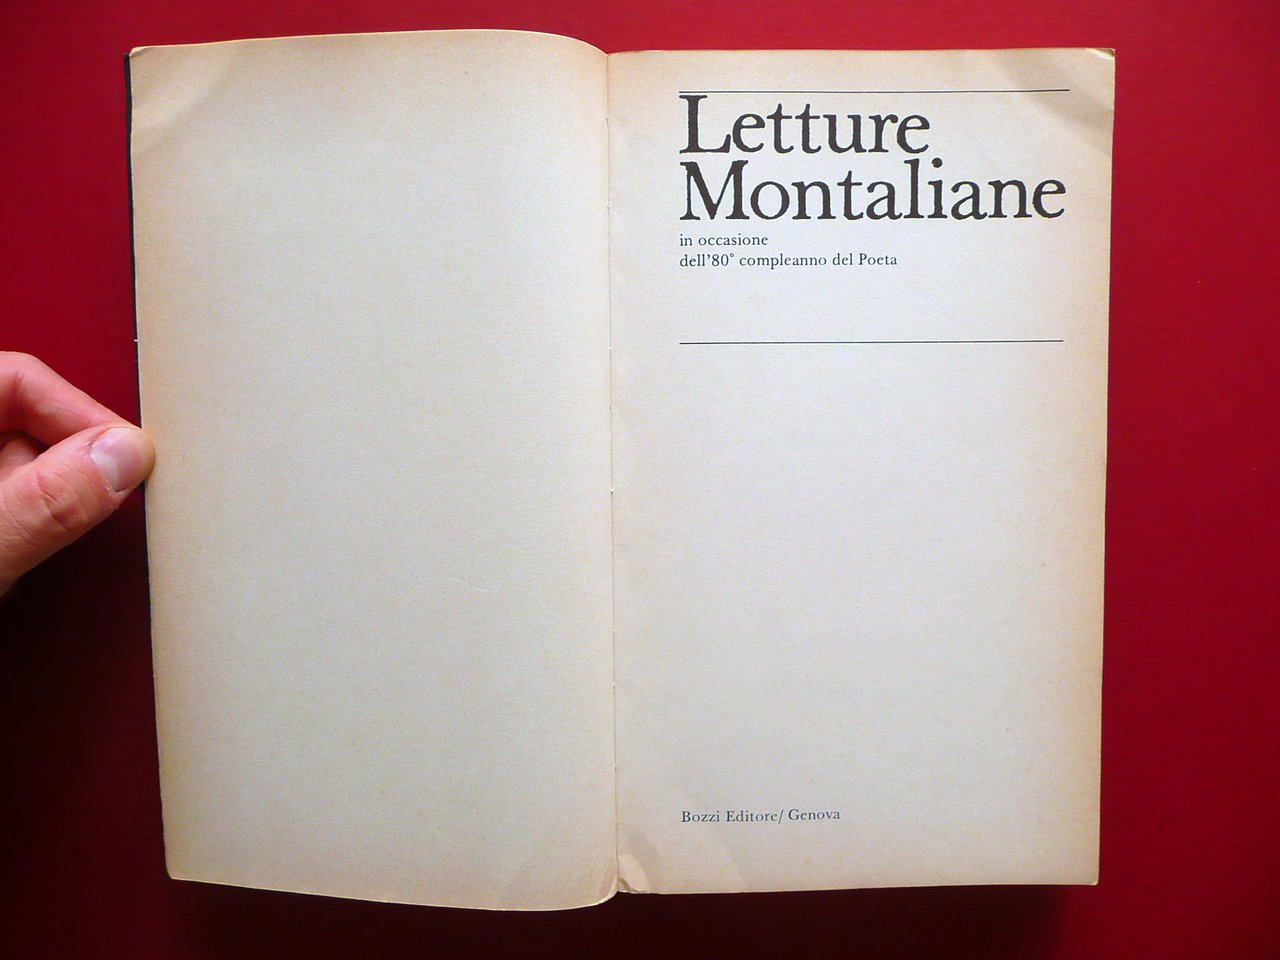 Letture
Montaliane
in occasione
dell'80° compleanno del Poeta
Bozzi Editore/ Genova